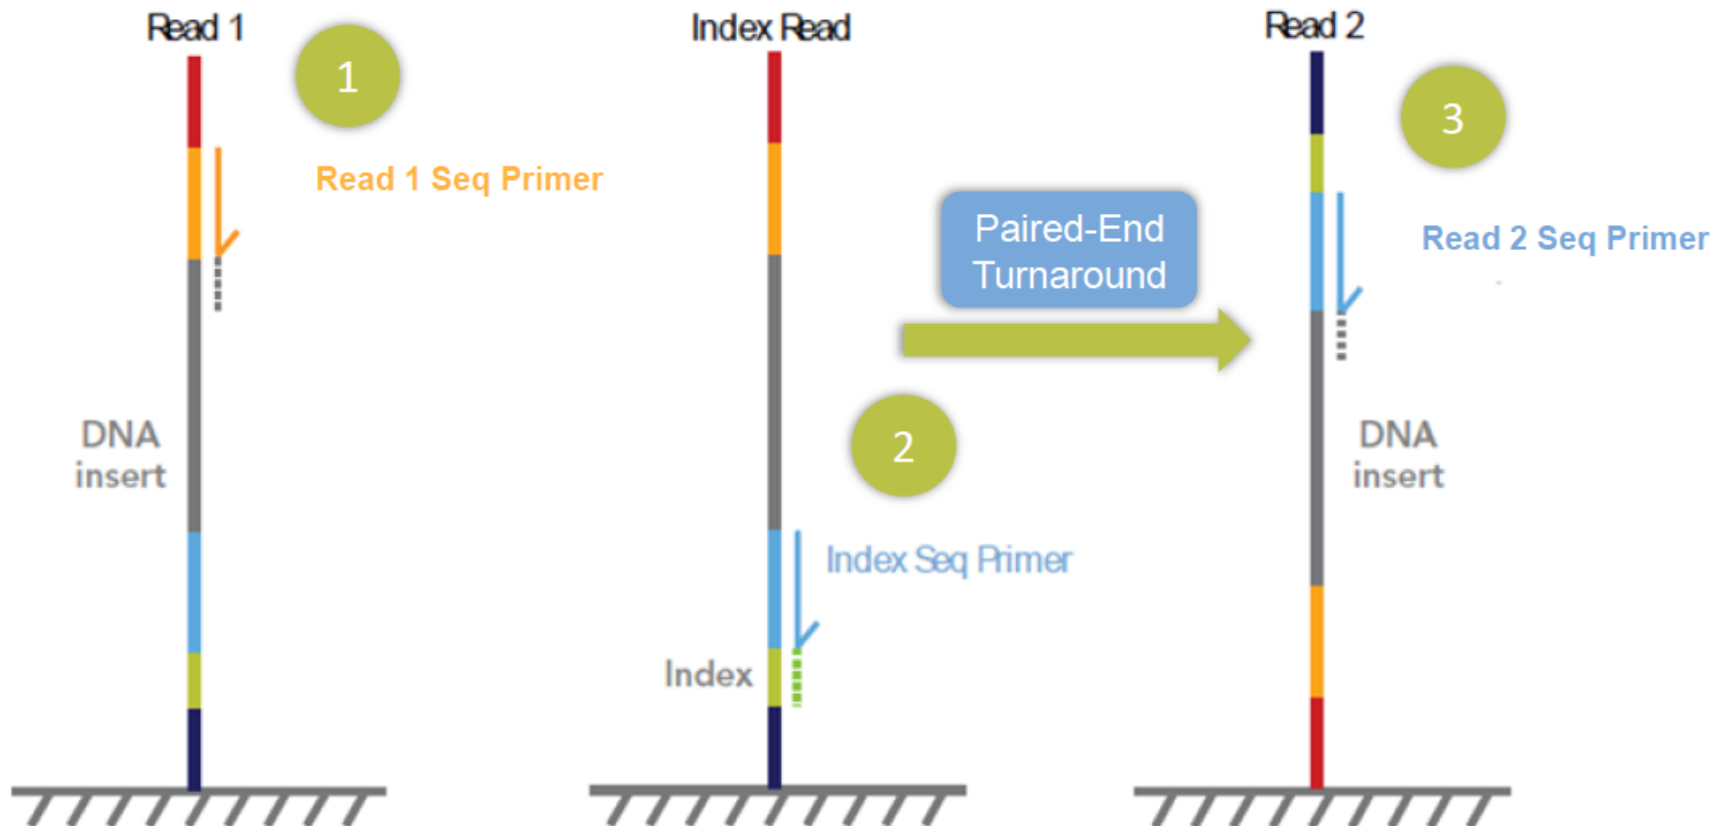 Read 1
1
Read 1 Seq Primer
DNA
insert
Index Read
Paired-End
Turnaround
2
Index Seq Primer
Index
Read 2
3
Read 2 Seq Primer
DNA
insert